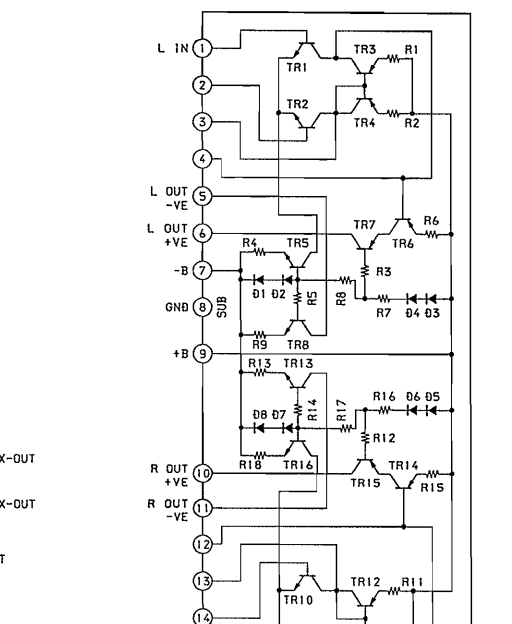 L IN 1
TR1
TR3
R1
2
TR2
3
TR4
R2
4
L OUT
-VE
5
L OUT
+VE
6
TR7
TR6
R6
R4
TR5
-B 7
D1 D2
R5
R8
R3
R7
D4 D3
GND 8
SUB
R9
TR8
+B 9
R13
TR13
R14
R17
R16
D6 D5
D8 D7
R12
R18
TR16
TR15
TR14
R15
X-OUT
R OUT
+VE
10
X-OUT
R OUT
-VE
11
12
T
13
TR10
TR12
R11
14